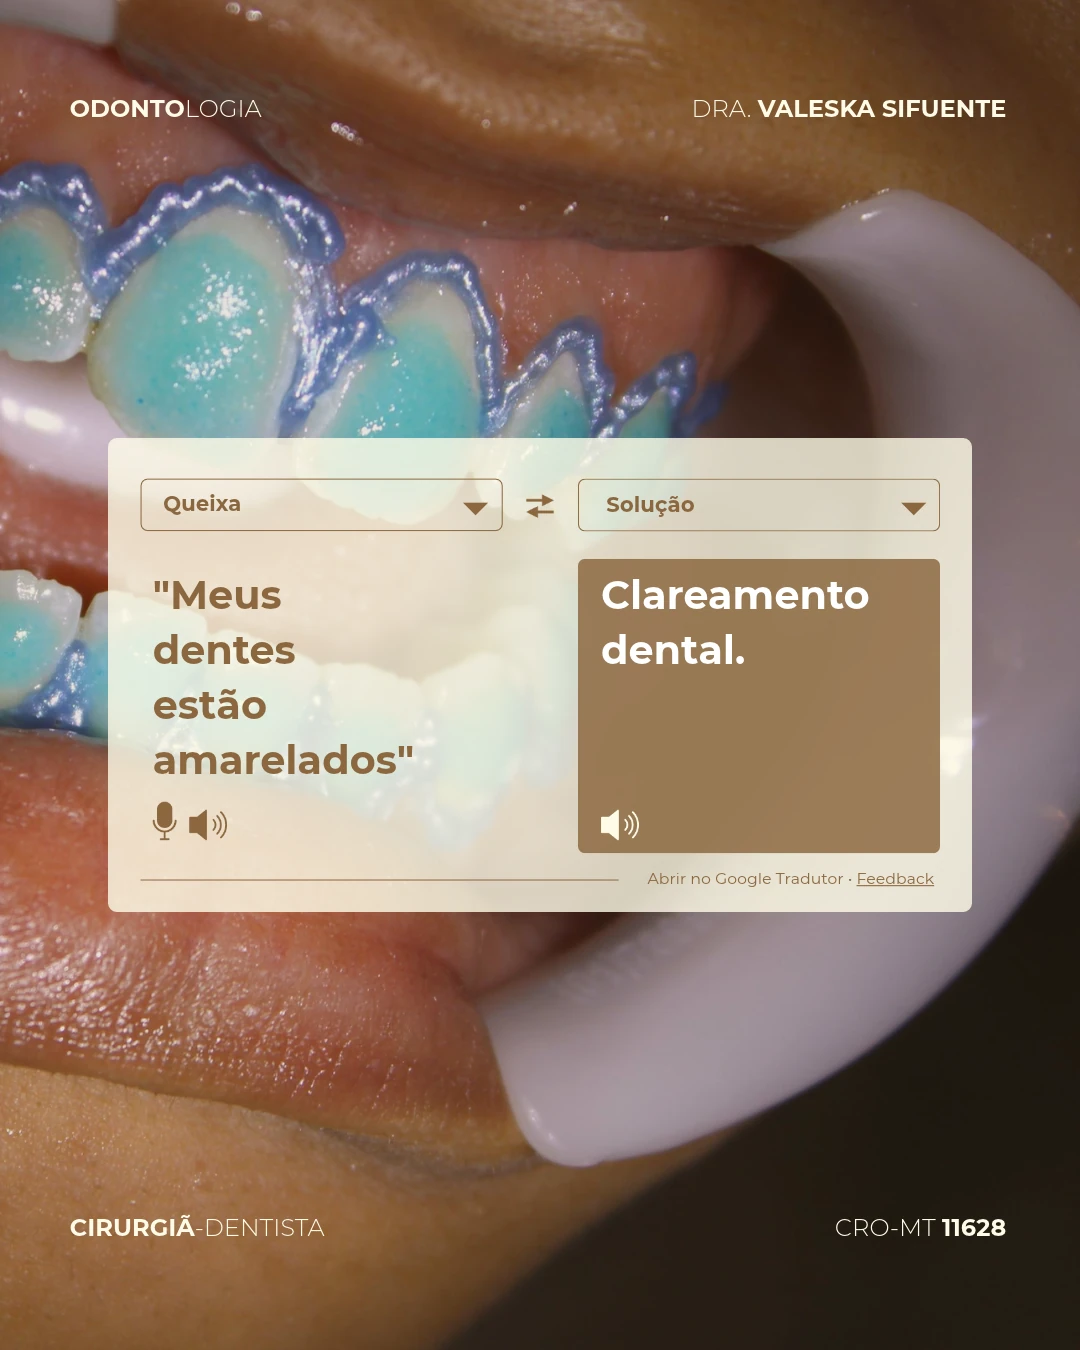 ODONTOLOGIA
DRA. VALESKA SIFUENTE
Queixa
Solução
"Meus
dentes
estão
amarelados"
Clareamento
dental.
Abrir no Google Tradutor · Feedback
CIRURGIÃ-DENTISTA
CRO-MT 11628